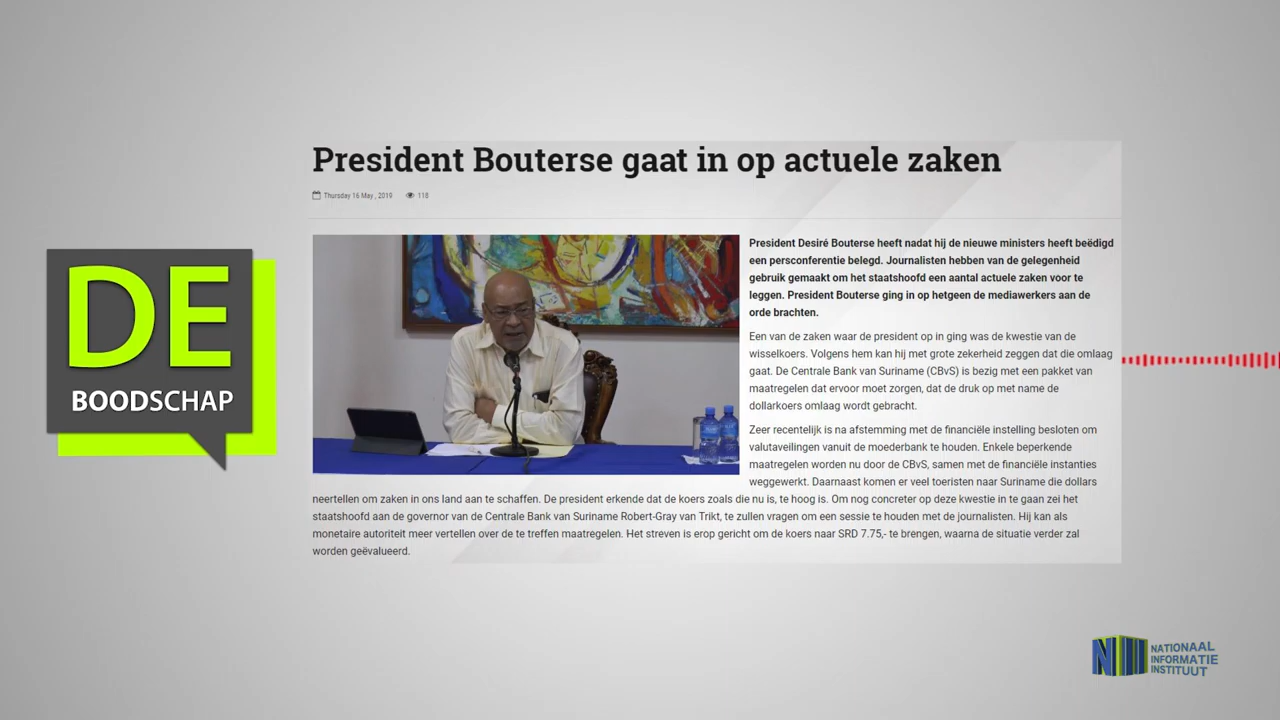 President Bouterse gaat in op actuele zaken
Thursday 16 May , 2019 118
DE
BOODSCHAP
President Desiré Bouterse heeft nadat hij de nieuwe ministers heeft beëdigd
een persconferentie belegd. Journalisten hebben van de gelegenheid
gebruik gemaakt om het staatshoofd een aantal actuele zaken voor te
leggen. President Bouterse ging in op hetgeen de mediawerkers aan de
orde brachten.
Een van de zaken waar de president op in ging was de kwestie van de
wisselkoers. Volgens hem kan hij met grote zekerheid zeggen dat die omlaag
gaat. De Centrale Bank van Suriname (CBvS) is bezig met een pakket van
maatregelen dat ervoor moet zorgen, dat de druk op met name de
dollarkoers omlaag wordt gebracht.
Zeer recentelijk is na afstemming met de financiële instelling besloten om
valutaveilingen vanuit de moederbank te houden. Enkele beperkende
maatregelen worden nu door de CBvS, samen met de financiële instanties
weggewerkt. Daarnaast komen er veel toeristen naar Suriname die dollars
neertellen om zaken in ons land aan te schaffen. De president erkende dat de koers zoals die nu is, te hoog is. Om nog concreter op deze kwestie in te gaan zei het
staatshoofd aan de governor van de Centrale Bank van Suriname Robert-Gray van Trikt, te zullen vragen om een sessie te houden met de journalisten. Hij kan als
monetaire autoriteit meer vertellen over de te treffen maatregelen. Het streven is erop gericht om de koers naar SRD 7.75,- te brengen, waarna de situatie verder zal
worden geëvalueerd.
NII
NATIONAAL
INFORMATIE
INSTITUUT